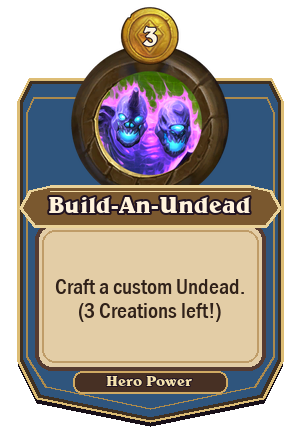 3
Build-An-Undead
Craft a custom Undead.
(3 Creations left!)
Hero Power